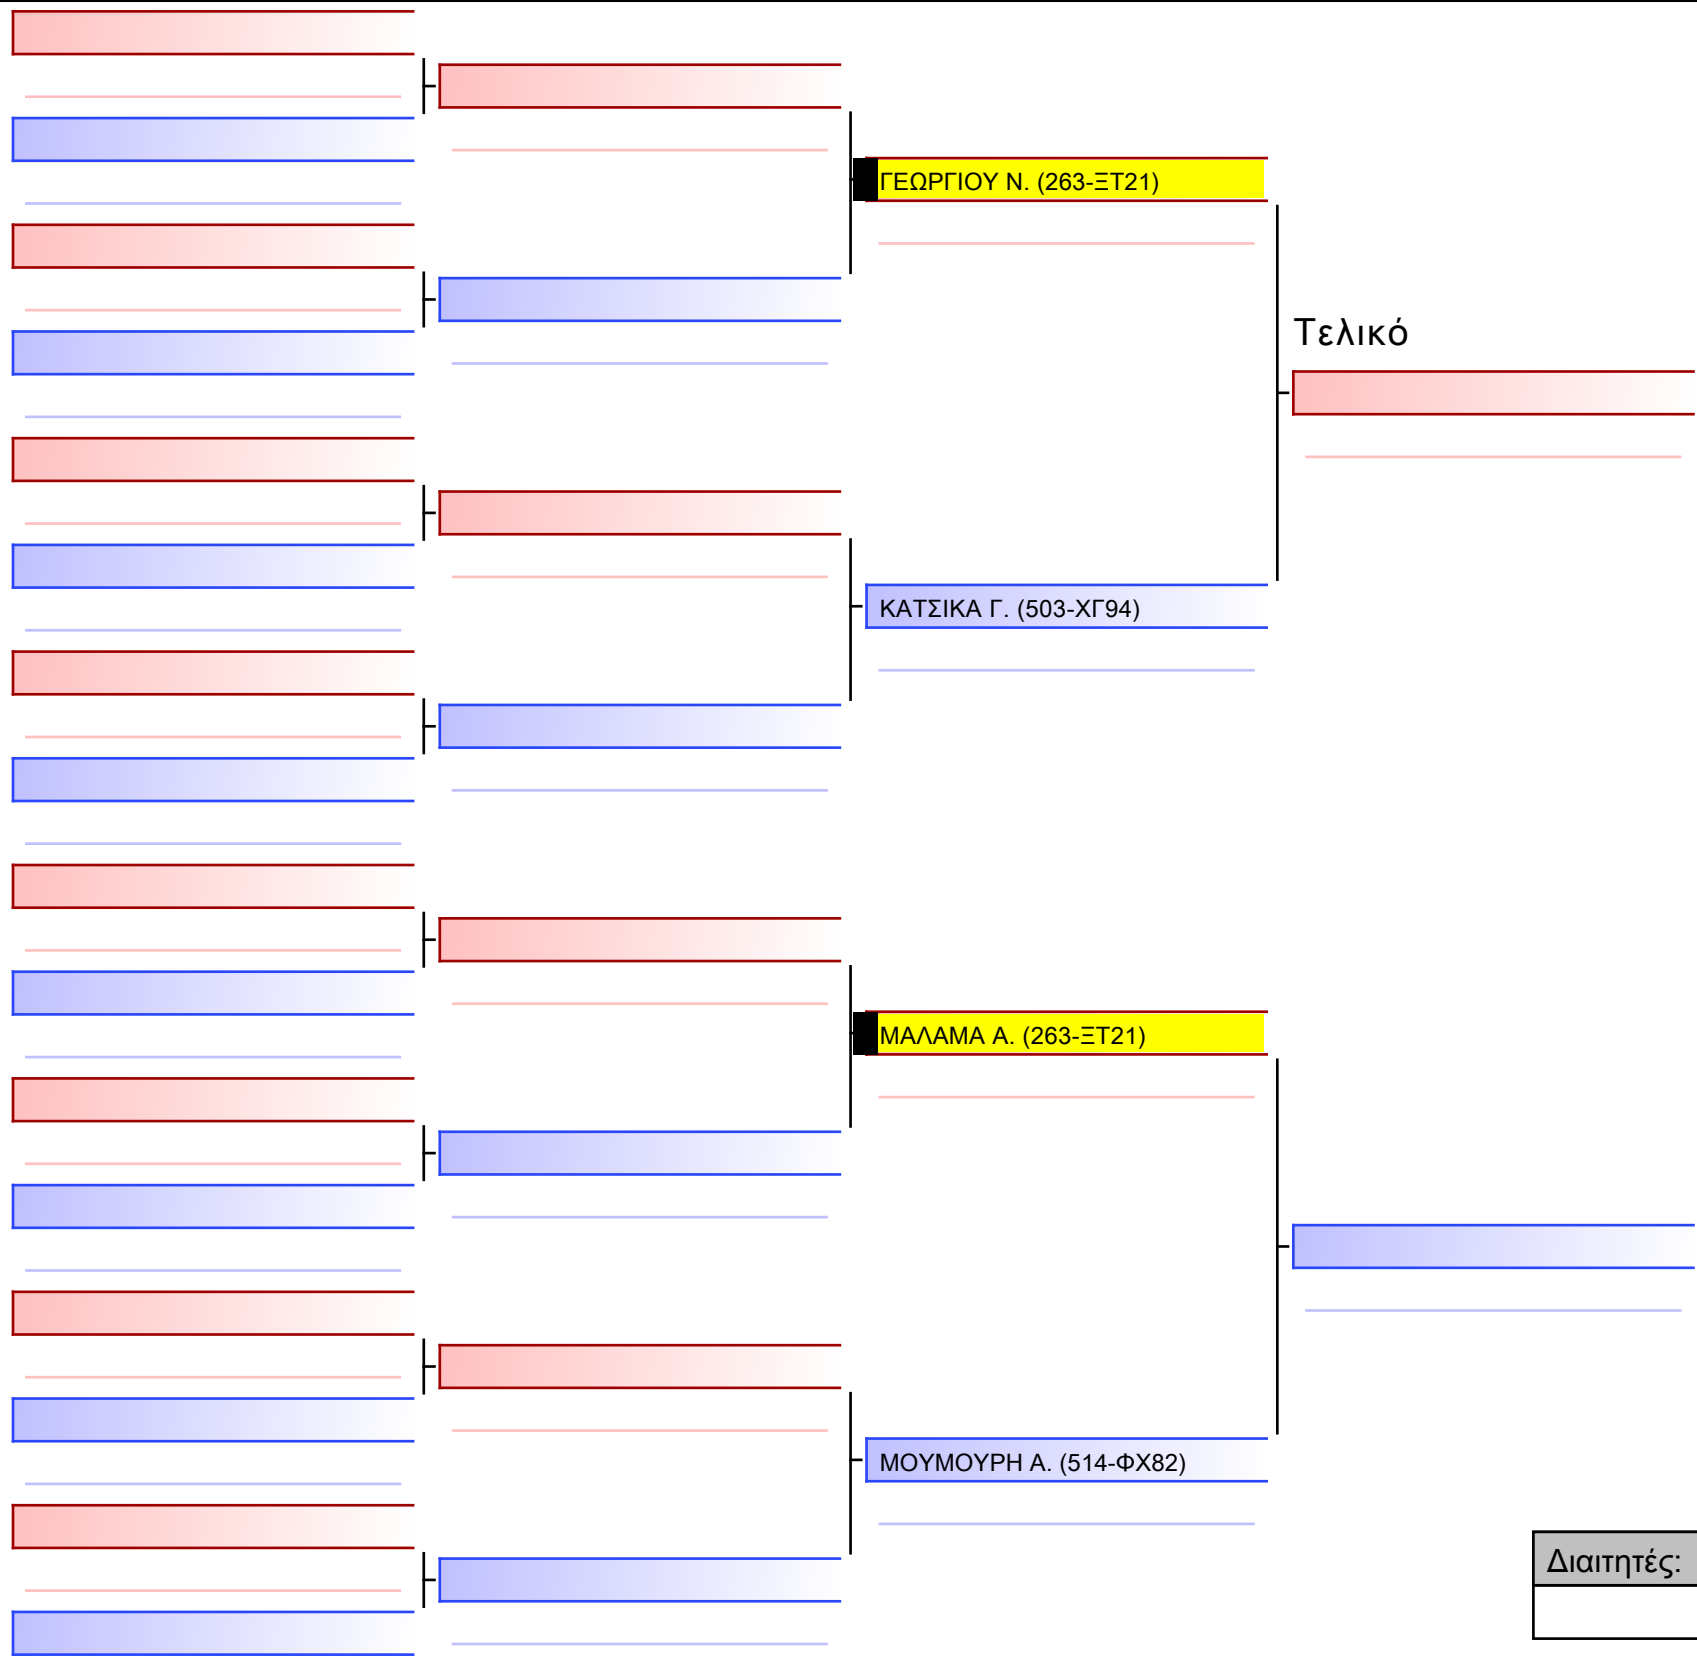 ΓΕΩΡΓΙΟΥ Ν. (263-ΞΤ21)
Τελικό
ΚΑΤΣΙΚΑ Γ. (503-ΧΓ94)
ΜΑΛΑΜΑ Α. (263-ΞΤ21)
ΜΟΥΜΟΥΡΗ Α. (514-ΦΧ82)
Διαιτητές: